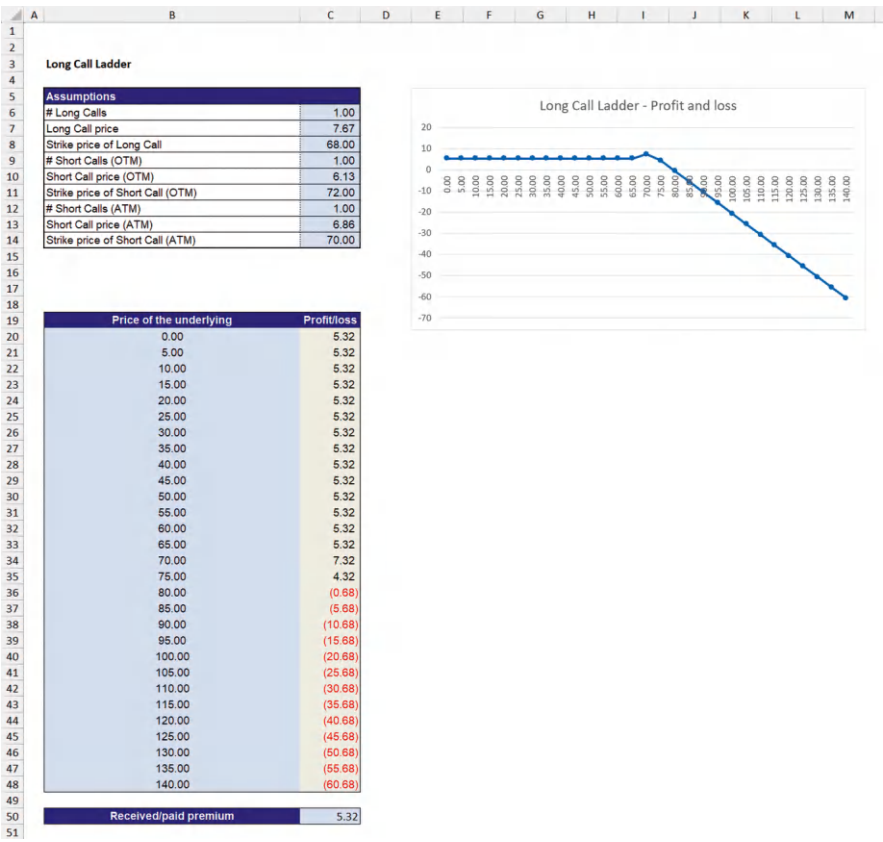 A B C D E F G H I J K L M
1
2
3 Long Call Ladder
4
5 Assumptions
6 # Long Calls 1.00
7 Long Call price 7.67
8 Strike price of Long Call 68.00
9 # Short Calls (OTM) 1.00
10 Short Call price (OTM) 6.13
11 Strike price of Short Call (OTM) 72.00
12 # Short Calls (ATM) 1.00
13 Short Call price (ATM) 6.86
14 Strike price of Short Call (ATM) 70.00
15
16
17
18
19 Price of the underlying Profit/loss
20 0.00 5.32
21 5.00 5.32
22 10.00 5.32
23 15.00 5.32
24 20.00 5.32
25 25.00 5.32
26 30.00 5.32
27 35.00 5.32
28 40.00 5.32
29 45.00 5.32
30 50.00 5.32
31 55.00 5.32
32 60.00 5.32
33 65.00 5.32
34 70.00 7.32
35 75.00 4.32
36 80.00 (0.68)
37 85.00 (5.68)
38 90.00 (10.68)
39 95.00 (15.68)
40 100.00 (20.68)
41 105.00 (25.68)
42 110.00 (30.68)
43 115.00 (35.68)
44 120.00 (40.68)
45 125.00 (45.68)
46 130.00 (50.68)
47 135.00 (55.68)
48 140.00 (60.68)
49
50 Received/paid premium 5.32
51
Long Call Ladder - Profit and loss
20
10
0
-10
-20
-30
-40
-50
-60
-70
0.00 5.00 10.00 15.00 20.00 25.00 30.00 35.00 40.00 45.00 50.00 55.00 60.00 65.00 70.00 75.00 80.00 85.00 90.00 95.00 100.00 105.00 110.00 115.00 120.00 125.00 130.00 135.00 140.00